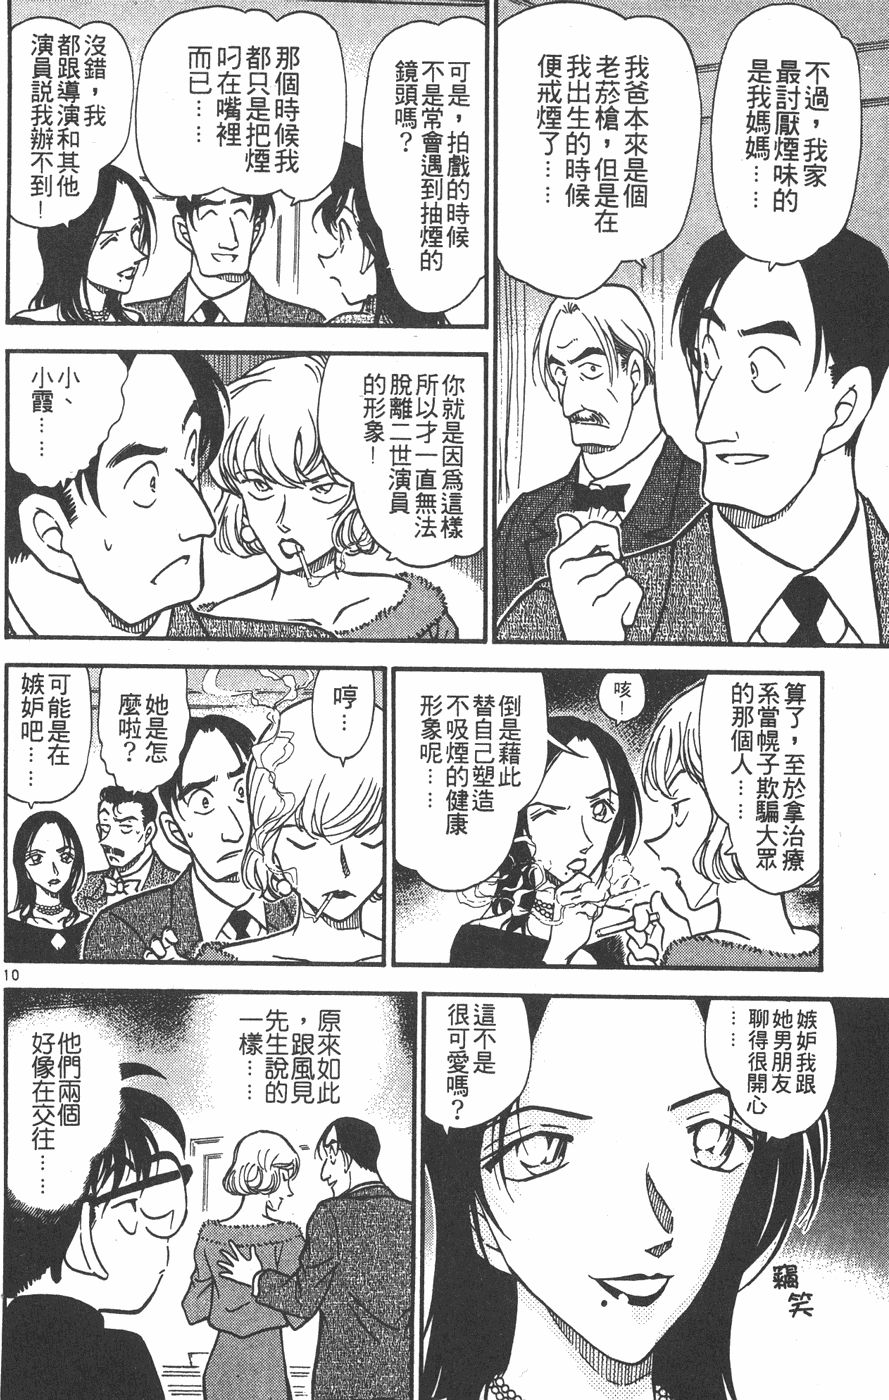 不過，我家
最討厭煙味的
是我媽媽……
我爸本來是個
老菸槍，但是在
我出生的時候
便戒煙了……
可是，拍戲的時候
不是常會遇到抽煙的
鏡頭嗎？
那個時候我
都只是把煙
叼在嘴裡
而已……
沒錯，我
都跟導演和其他
演員說我辦不到！
你就是因為這樣
所以才一直無法
脫離二世演員
的形象！
小、
小霞……
算了，至於拿治療
系當幌子欺騙大眾
的那個人……
咳！
倒是藉此
替自己塑造
不吸煙的健康
形象呢……
哼…
她是怎
麼啦？
可能是在
嫉妒吧……
10
嫉妒我跟
她男朋友
聊得很開心
……
這不是
很可愛嗎？
竊笑
原來如此
，跟風見
先生說的
一樣……
他們兩個
好像在交往……